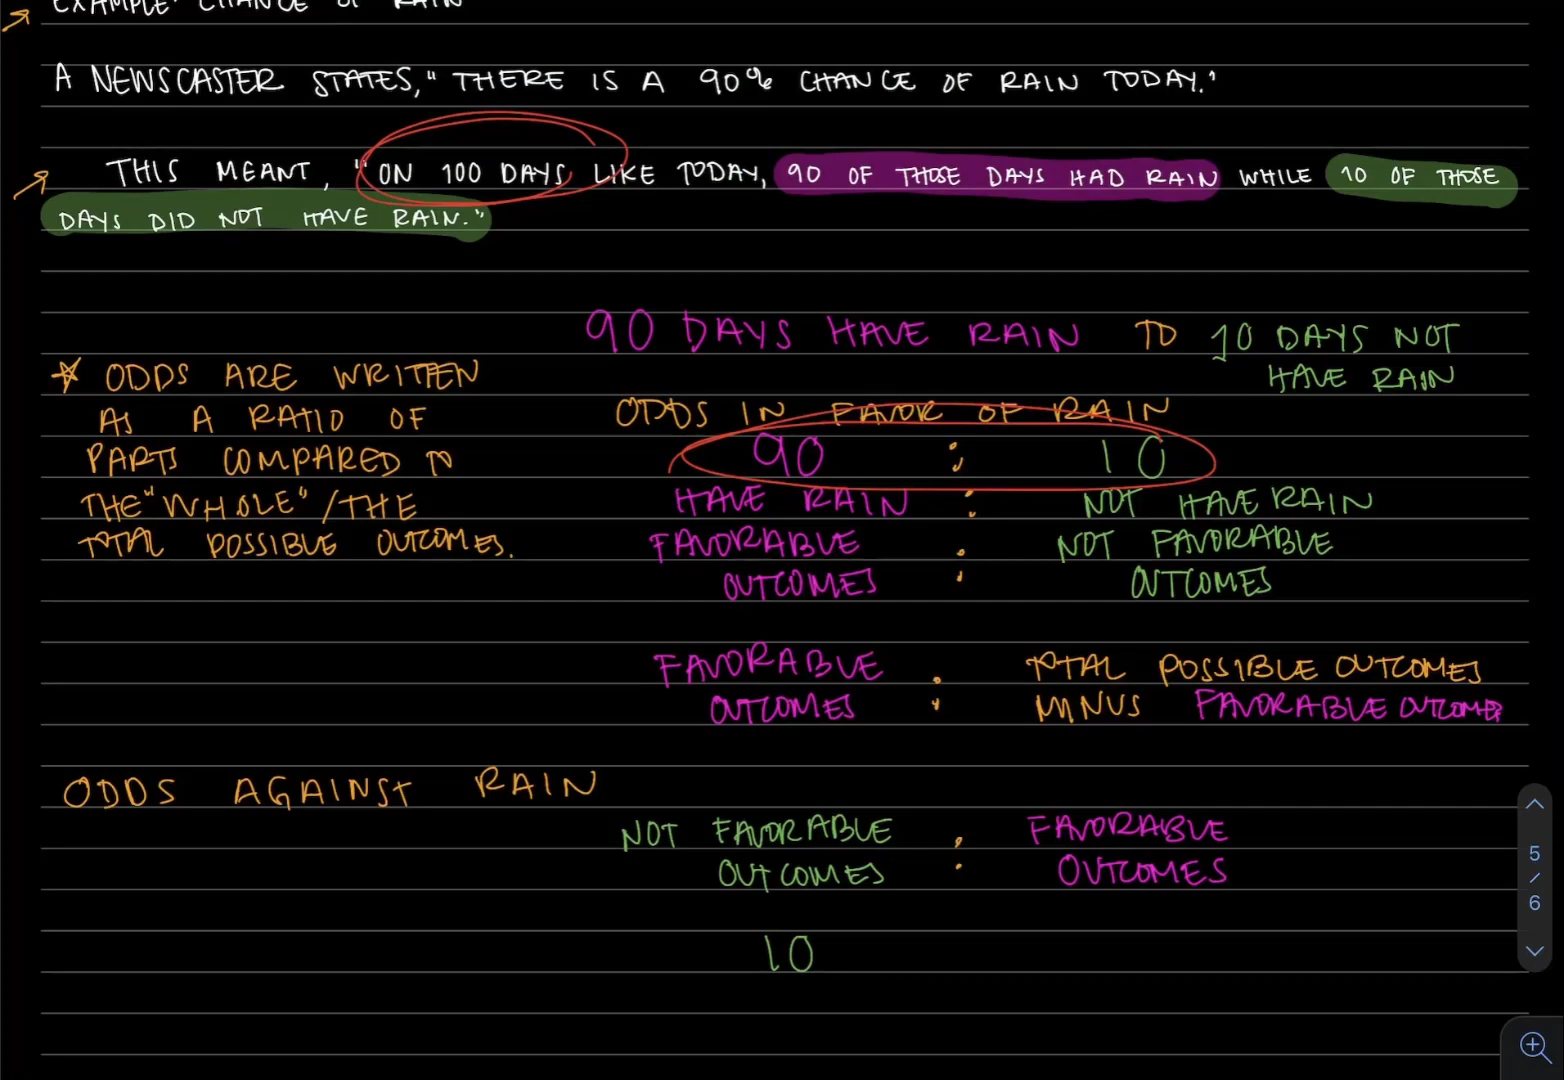 EXAMPLE: CHANCE OF RAIN
A NEWSCASTER STATES, "THERE IS A 90% CHANCE OF RAIN TODAY."
THIS MEANT, "ON 100 DAYS LIKE TODAY, 90 OF THOSE DAYS HAD RAIN WHILE 10 OF THOSE
DAYS DID NOT HAVE RAIN."
90 DAYS HAVE RAIN TO 10 DAYS NOT
HAVE RAIN
ODDS ARE WRITTEN
AS A RATIO OF
PARTS COMPARED TO
THE "WHOLE" / THE
TOTAL POSSIBLE OUTCOMES.
ODDS IN FAVOR OF RAIN
90 : 10
HAVE RAIN : NOT HAVE RAIN
FAVORABLE : NOT FAVORABLE
OUTCOMES OUTCOMES
FAVORABLE : TOTAL POSSIBLE OUTCOMES
OUTCOMES MINUS FAVORABLE OUTCOMES
ODDS AGAINST RAIN
NOT FAVORABLE : FAVORABLE
OUTCOMES OUTCOMES
10
5
/
6